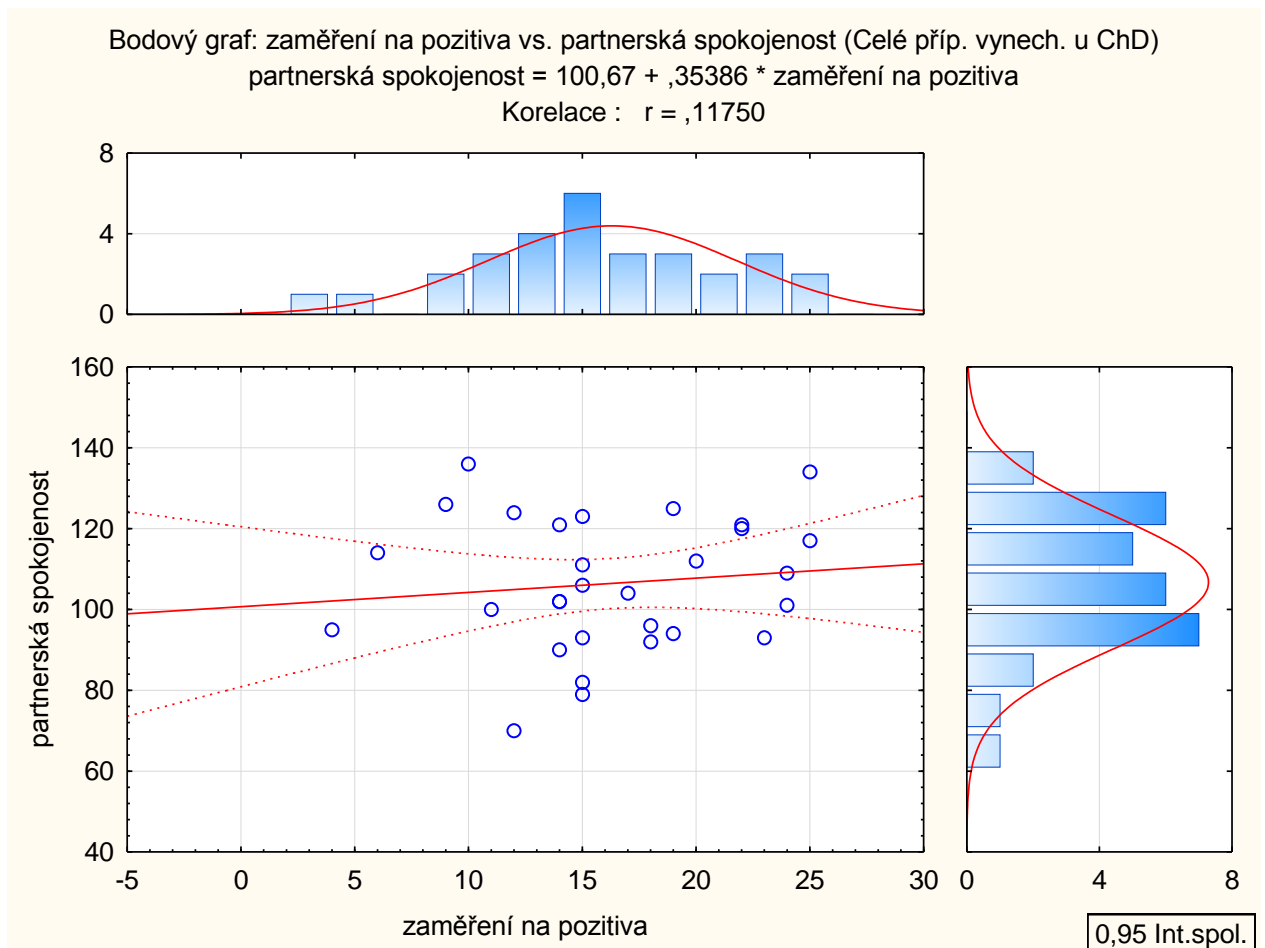 Bodový graf: zaměření na pozitiva vs. partnerská spokojenost (Celé příp. vynech. u ChD)
partnerská spokojenost = 100,67 + ,35386 * zaměření na pozitiva
Korelace : r = ,11750
8
4
0
160
140
120
100
80
60
40
partnerská spokojenost
-5 0 5 10 15 20 25 30
0 4 8
zaměření na pozitiva
0,95 Int.spol.